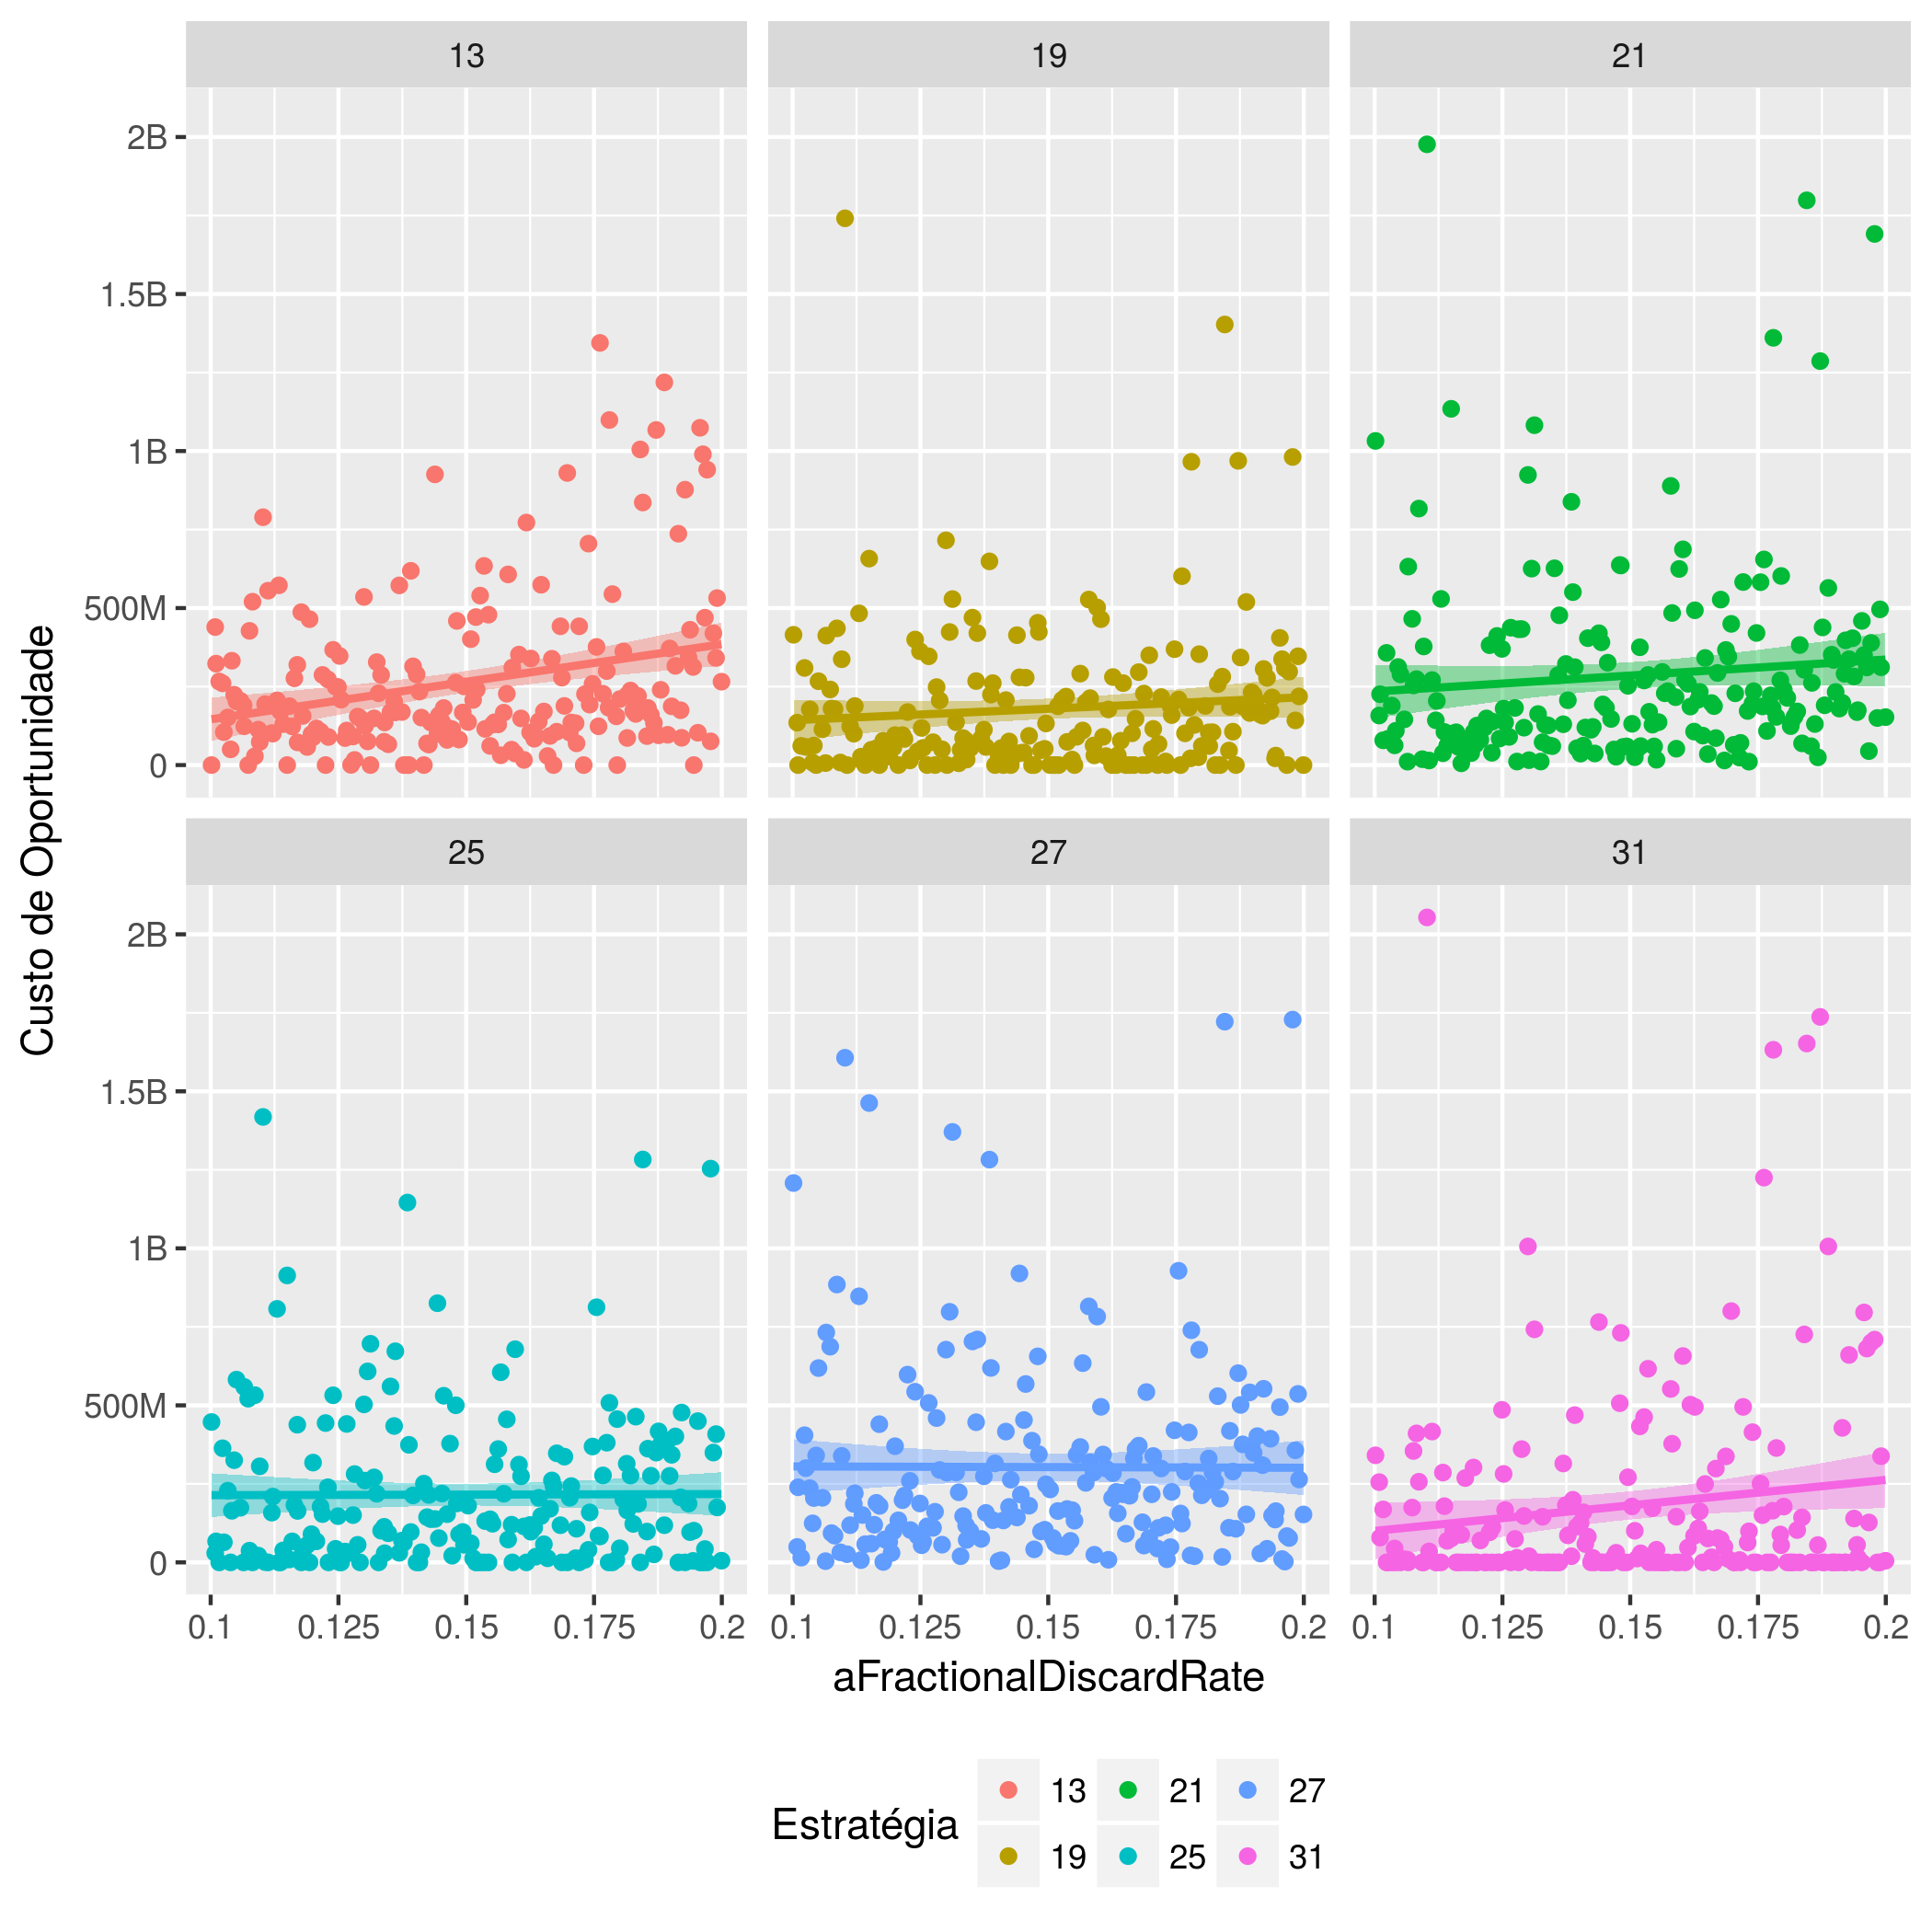 13 19 21
2B
1.5B
1B
500M
0
25 27 31
2B
1.5B
1B
500M
0
0.1 0.125 0.15 0.175 0.2 0.1 0.125 0.15 0.175 0.2 0.1 0.125 0.15 0.175 0.2
Custo de Oportunidade
aFractionalDiscardRate
Estratégia
13 21 27
19 25 31